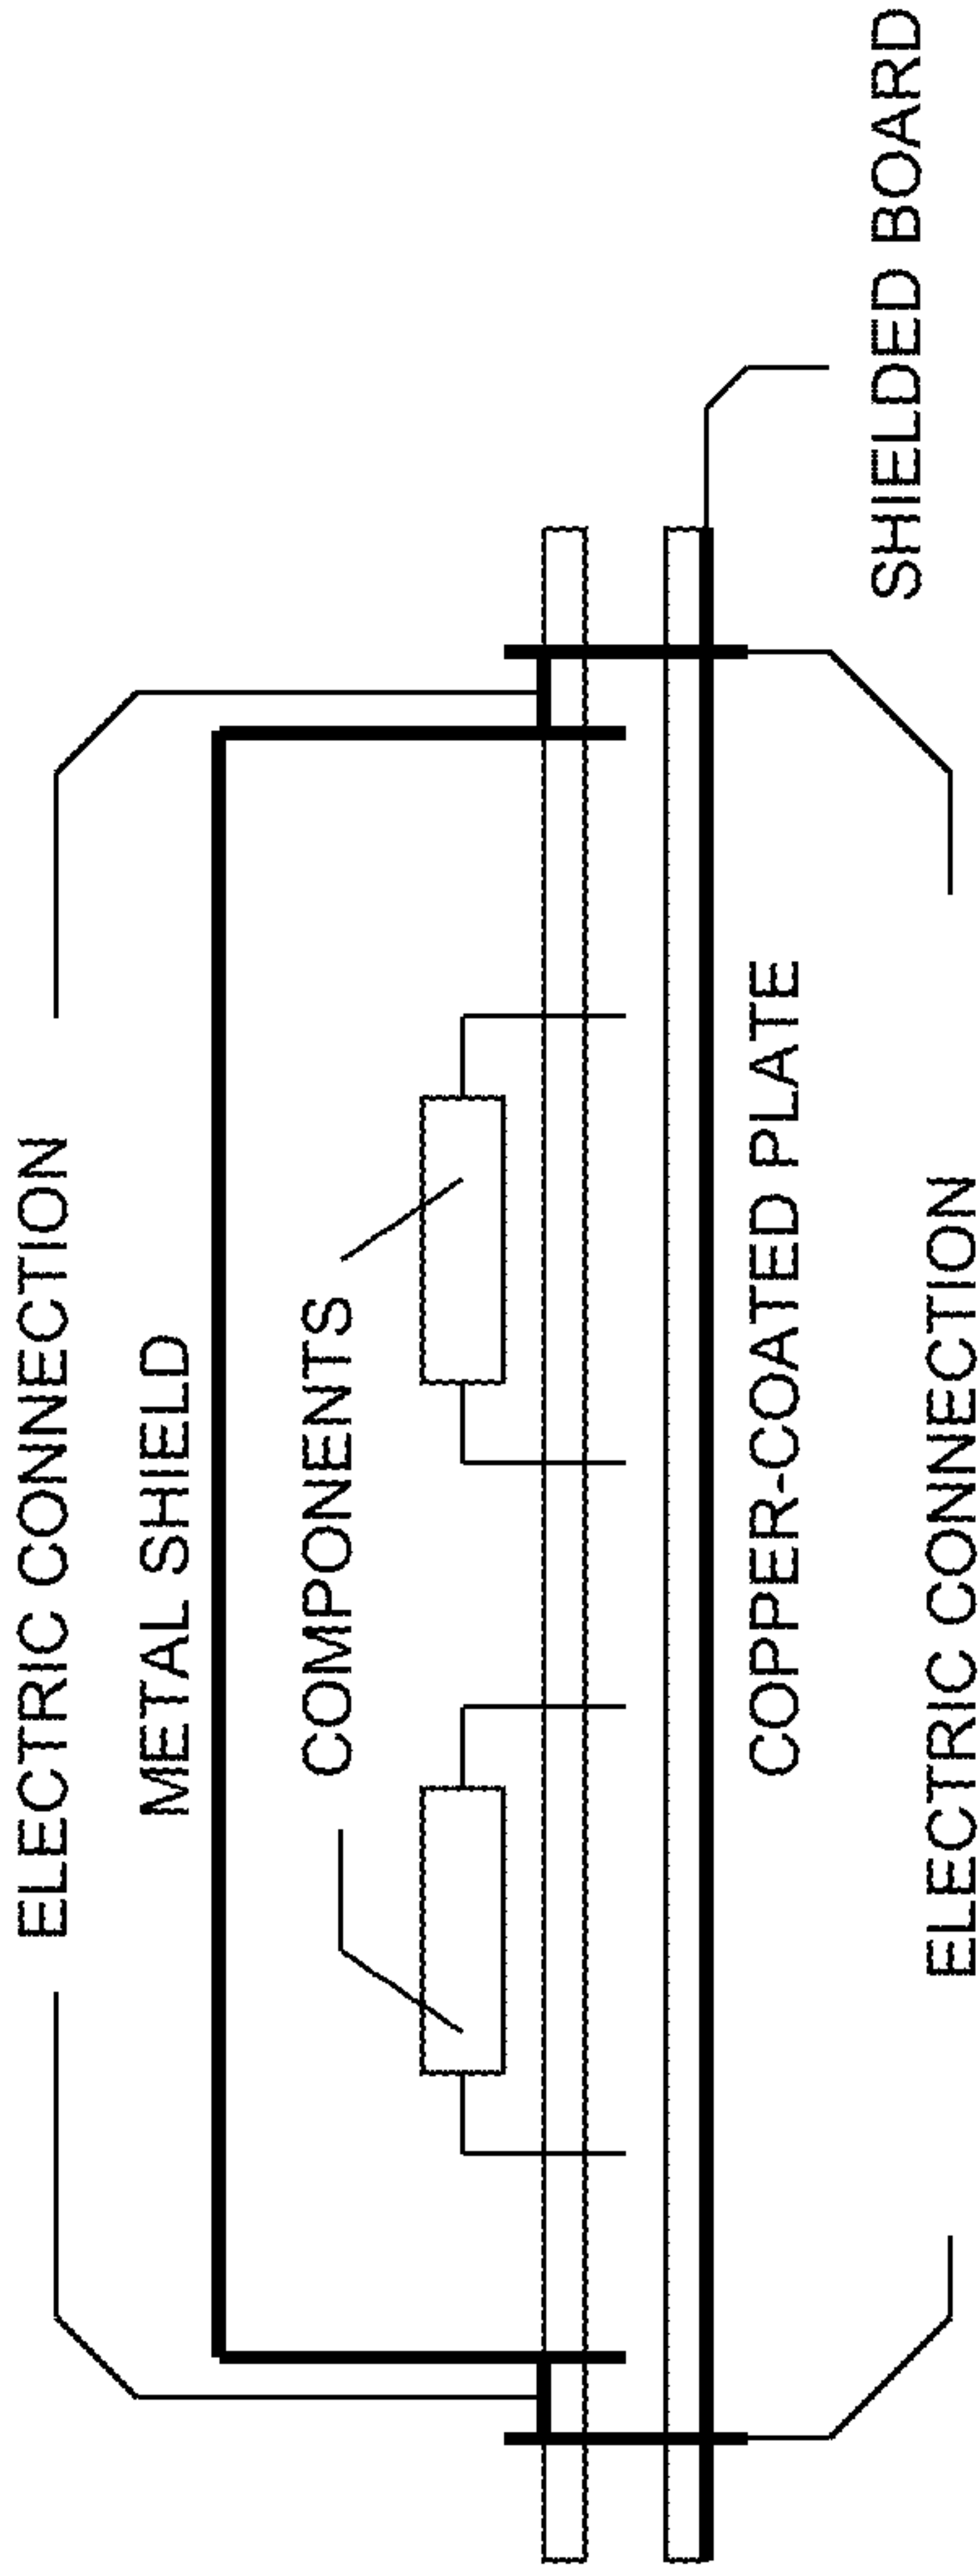 ELECTRIC CONNECTION
METAL SHIELD
COMPONENTS
COPPER-COATED PLATE
SHIELDED BOARD
ELECTRIC CONNECTION